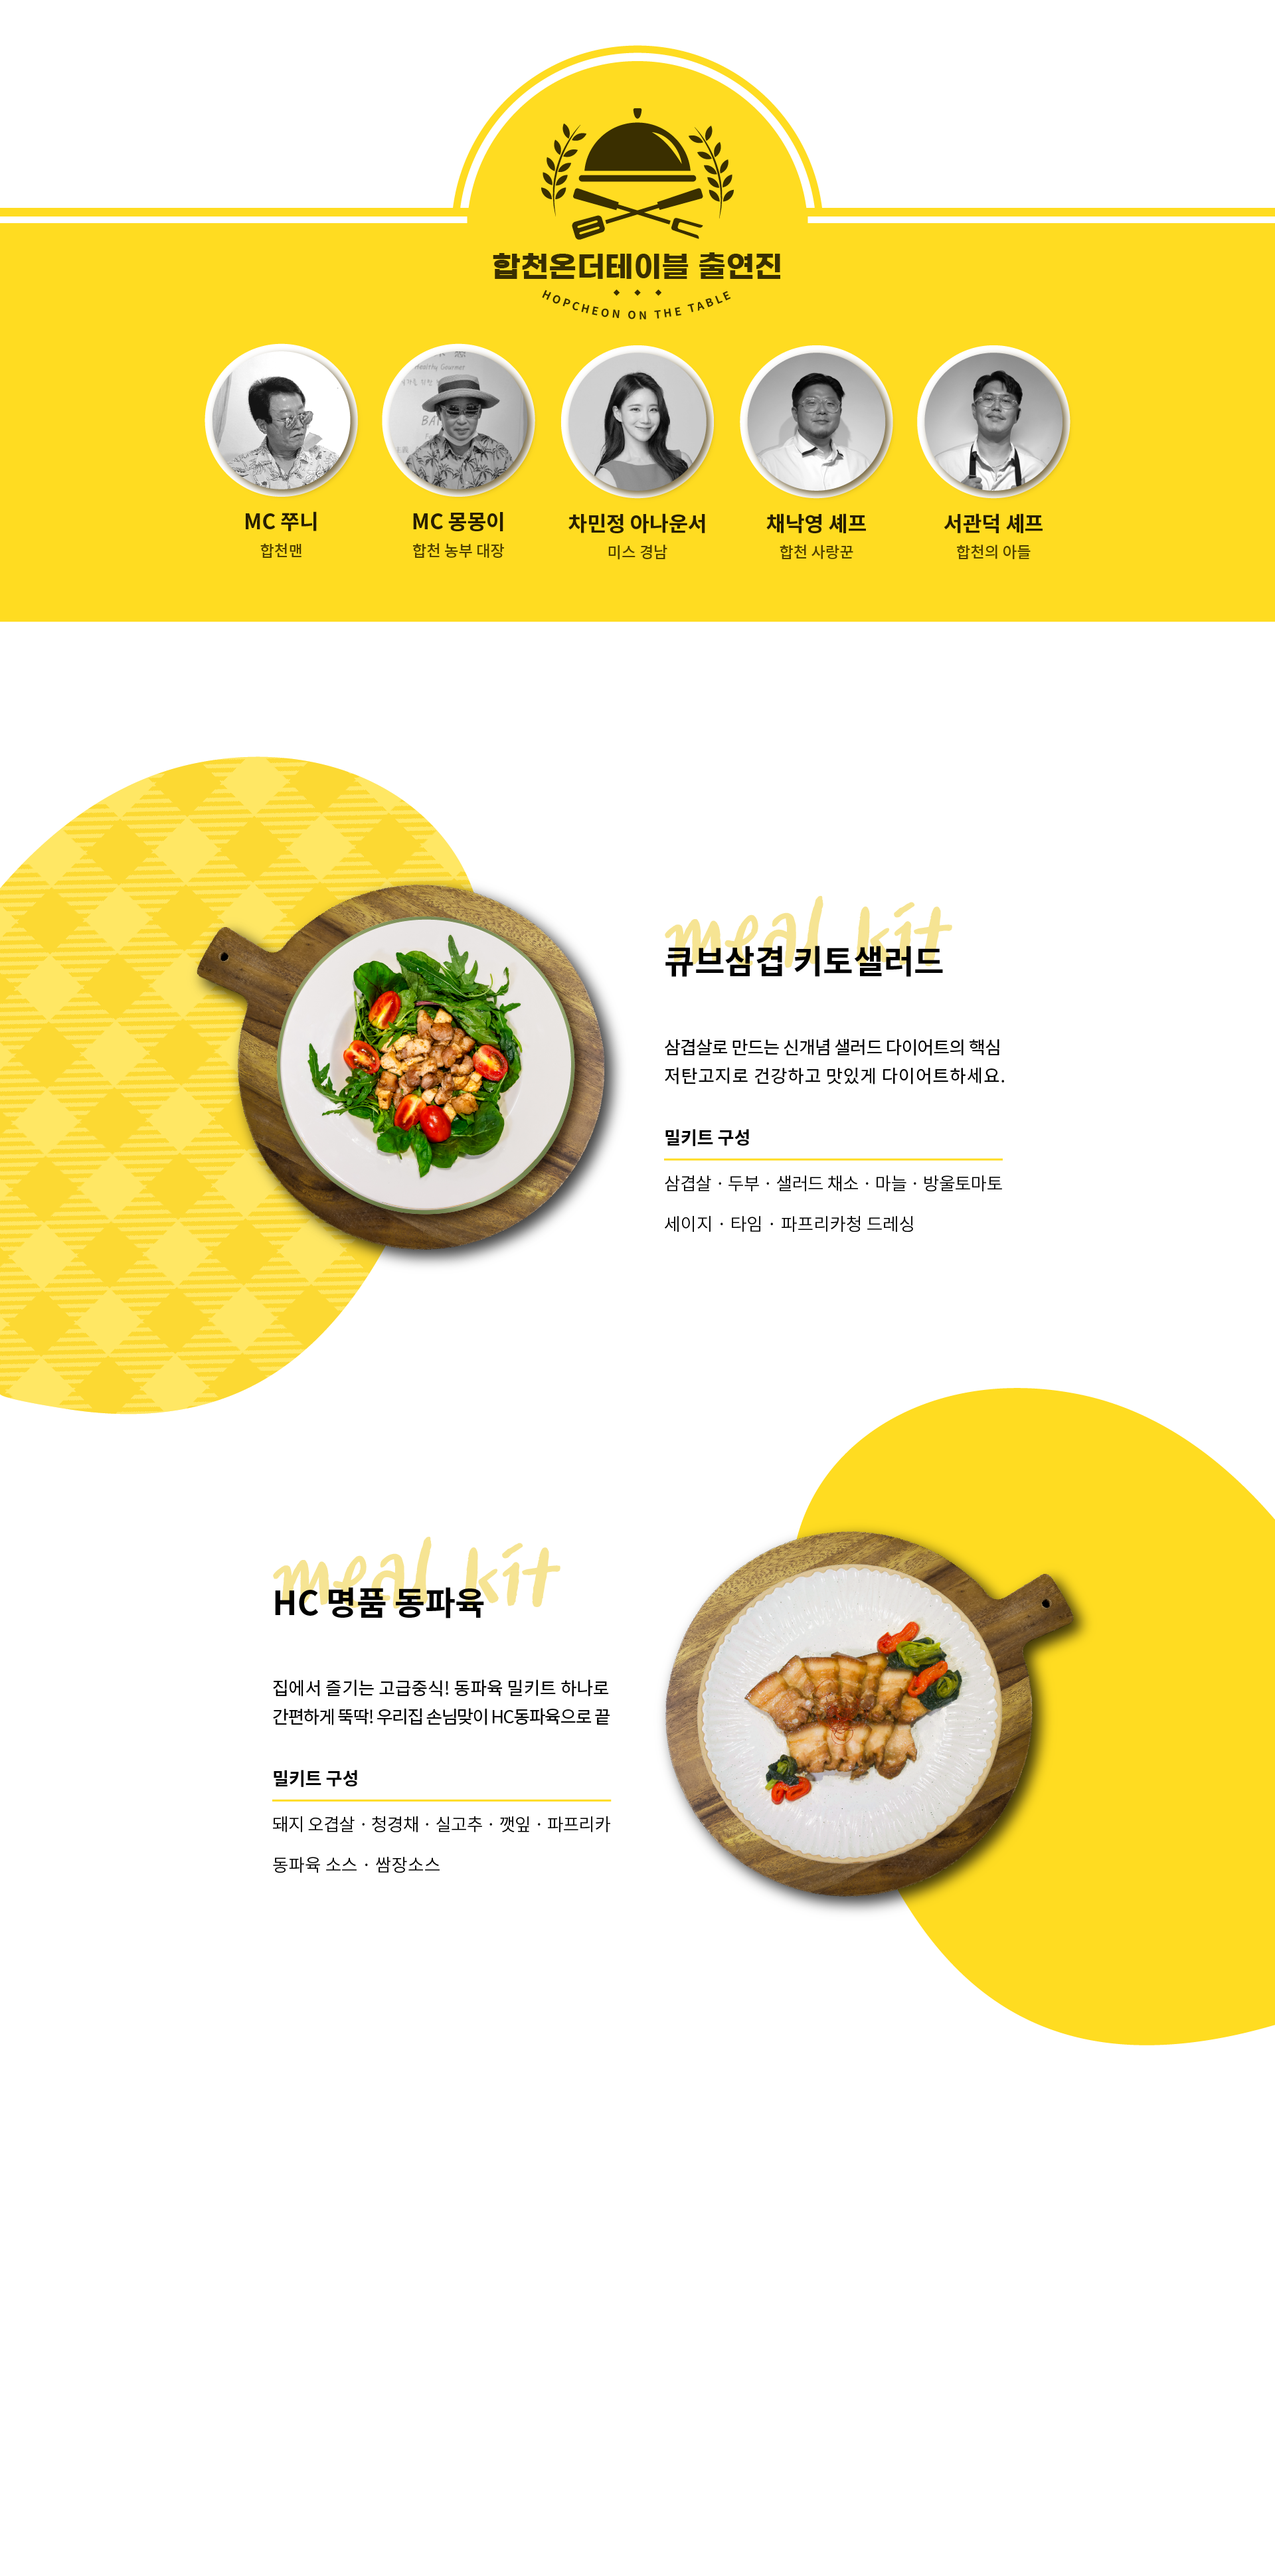 합천온더테이블 출연진
HOPCHEON ON THE TABLE
Healthy Gourmet
MC 쭈니
합천맨
MC 몽몽이
합천 농부 대장
차민정 아나운서
미스 경남
채낙영 셰프
합천 사랑꾼
서관덕 셰프
합천의 아들
meal kit
큐브삼겹 키토샐러드
삼겹살로 만드는 신개념 샐러드 다이어트의 핵심
저탄고지로 건강하고 맛있게 다이어트하세요.
밀키트 구성
삼겹살 · 두부 · 샐러드 채소 · 마늘 · 방울토마토
세이지 · 타임 · 파프리카청 드레싱
meal kit
HC 명품 동파육
집에서 즐기는 고급중식! 동파육 밀키트 하나로
간편하게 뚝딱! 우리집 손님맞이 HC동파육으로 끝
밀키트 구성
돼지 오겹살 · 청경채 · 실고추 · 깻잎 · 파프리카
동파육 소스 · 쌈장소스